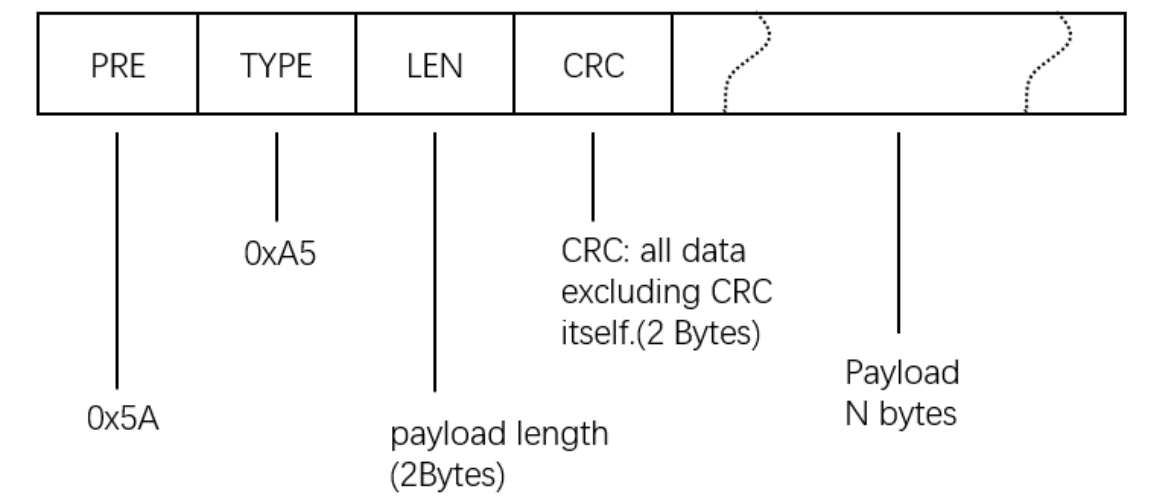 PRE
TYPE
LEN
CRC
0x5A
0xA5
payload length
(2Bytes)
CRC: all data
excluding CRC
itself.(2 Bytes)
Payload
N bytes